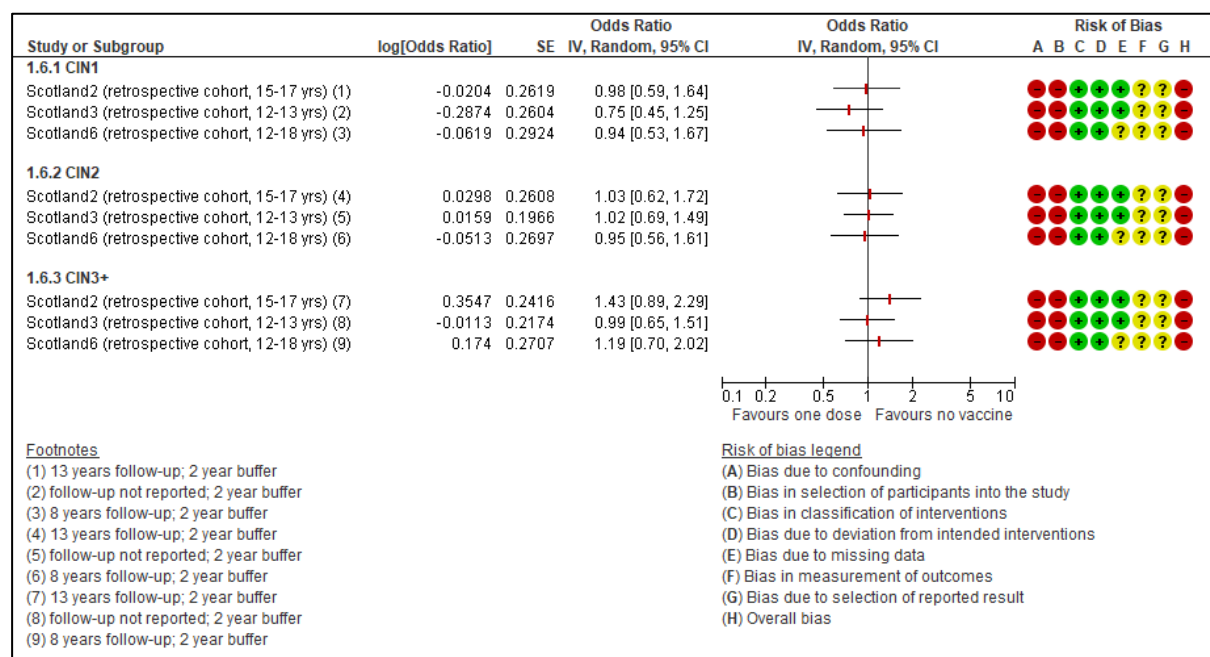 Odds Ratio Odds Ratio Risk of Bias
Study or Subgroup log[Odds Ratio] SE IV, Random, 95% CI IV, Random, 95% CI A B C D E F G H
1.6.1 CIN1
Scotland2 (retrospective cohort, 15-17 yrs) (1) -0.0204 0.2619 0.98 [0.59, 1.64] - - + + + ? ? -
Scotland3 (retrospective cohort, 12-13 yrs) (2) -0.2874 0.2604 0.75 [0.45, 1.25] - - + + + ? ? -
Scotland6 (retrospective cohort, 12-18 yrs) (3) -0.0619 0.2924 0.94 [0.53, 1.67] - - + + ? ? ? -
1.6.2 CIN2
Scotland2 (retrospective cohort, 15-17 yrs) (4) 0.0298 0.2608 1.03 [0.62, 1.72] - - + + + ? ? -
Scotland3 (retrospective cohort, 12-13 yrs) (5) 0.0159 0.1966 1.02 [0.69, 1.49] - - + + + ? ? -
Scotland6 (retrospective cohort, 12-18 yrs) (6) -0.0513 0.2697 0.95 [0.56, 1.61] - - + + ? ? ? -
1.6.3 CIN3+
Scotland2 (retrospective cohort, 15-17 yrs) (7) 0.3547 0.2416 1.43 [0.89, 2.29] - - + + + ? ? -
Scotland3 (retrospective cohort, 12-13 yrs) (8) -0.0113 0.2174 0.99 [0.65, 1.51] - - + + + ? ? -
Scotland6 (retrospective cohort, 12-18 yrs) (9) 0.174 0.2707 1.19 [0.70, 2.02] - - + + ? ? ? -
0.1 0.2 0.5 1 2 5 10
Favours one dose Favours no vaccine
Footnotes
(1) 13 years follow-up; 2 year buffer
(2) follow-up not reported; 2 year buffer
(3) 8 years follow-up; 2 year buffer
(4) 13 years follow-up; 2 year buffer
(5) follow-up not reported; 2 year buffer
(6) 8 years follow-up; 2 year buffer
(7) 13 years follow-up; 2 year buffer
(8) follow-up not reported; 2 year buffer
(9) 8 years follow-up; 2 year buffer
Risk of bias legend
(A) Bias due to confounding
(B) Bias in selection of participants into the study
(C) Bias in classification of interventions
(D) Bias due to deviation from intended interventions
(E) Bias due to missing data
(F) Bias in measurement of outcomes
(G) Bias due to selection of reported result
(H) Overall bias